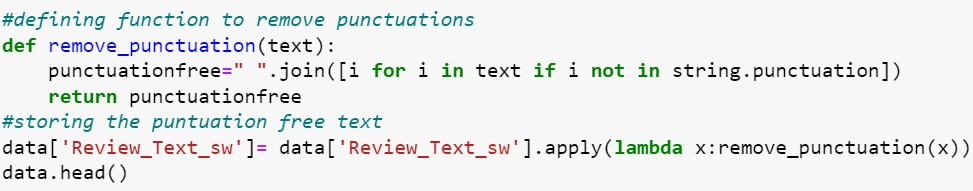 #defining function to remove punctuations
def remove_punctuation(text):
    punctuationfree=" ".join([i for i in text if i not in string.punctuation])
    return punctuationfree
#storing the puntuation free text
data['Review_Text_sw']= data['Review_Text_sw'].apply(lambda x:remove_punctuation(x))
data.head()